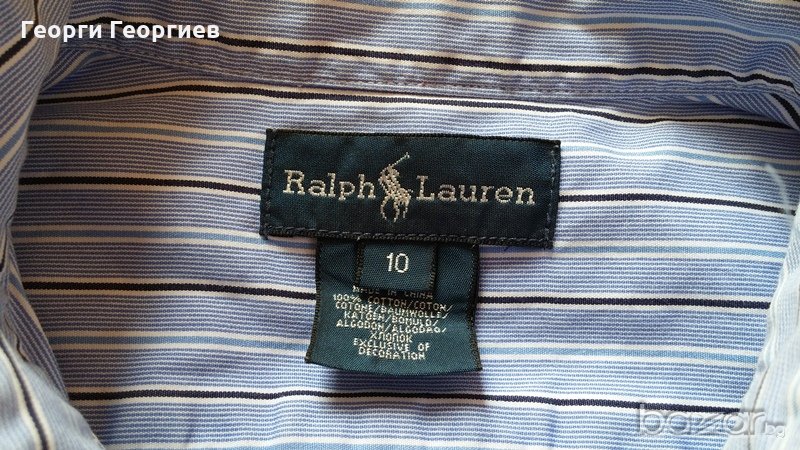 Георги Георгиев
Ralph Lauren
10
MADE IN CHINA
100% COTTON/COTON/
COTONE/BAUMWOLLE/
KATOEN/BOMULD/
ALGODON/ALGODAO/
ХЛОПОК
EXCLUSIVE OF
DECORATION
bazar.bg